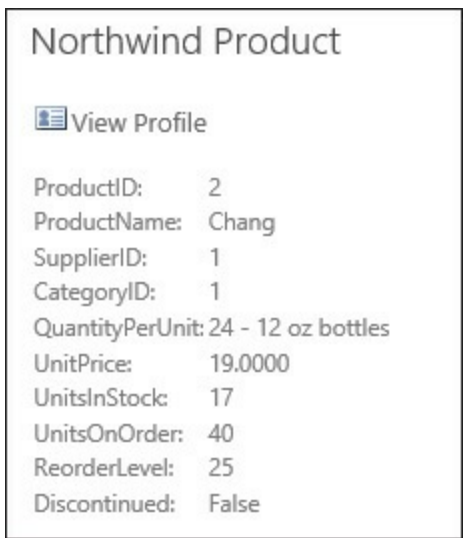 Northwind Product
View Profile
ProductID: 2
ProductName: Chang
SupplierID: 1
CategoryID: 1
QuantityPerUnit: 24 - 12 oz bottles
UnitPrice: 19.0000
UnitsInStock: 17
UnitsOnOrder: 40
ReorderLevel: 25
Discontinued: False